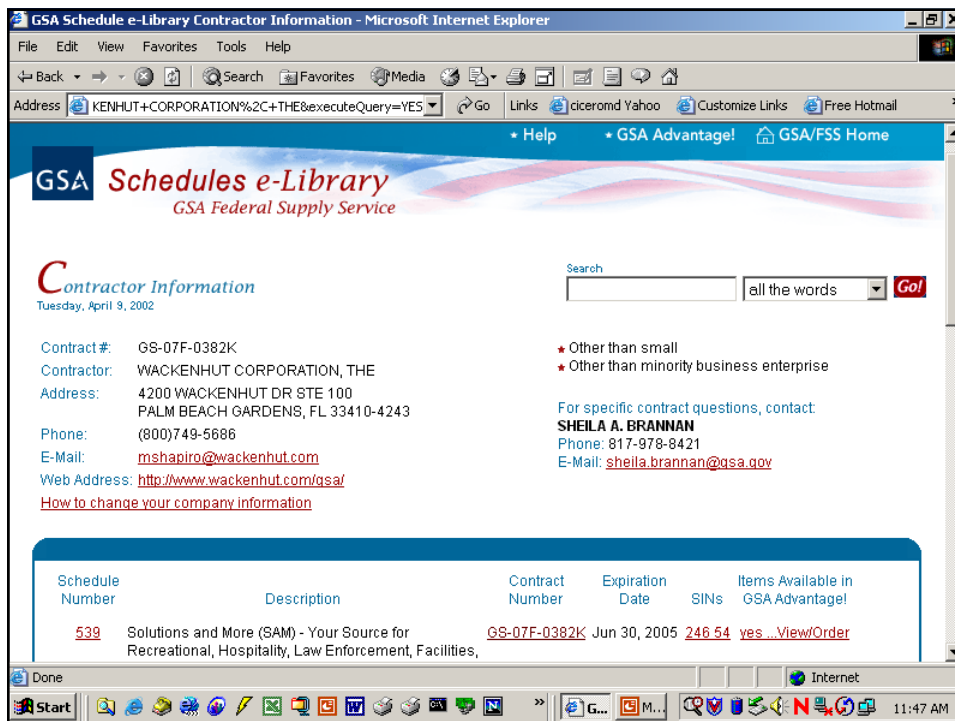 GSA Schedule e-Library Contractor Information - Microsoft Internet Explorer
File Edit View Favorites Tools Help
Back Search Favorites Media
Address KENHUT+CORPORATION%2C+THE&executeQuery=YES Go Links ciceromd Yahoo Customize Links Free Hotmail
Help GSA Advantage! GSA/FSS Home
GSA Schedules e-Library
GSA Federal Supply Service
Contractor Information
Tuesday, April 9, 2002
Search
all the words Go!
Contract #: GS-07F-0382K
Contractor: WACKENHUT CORPORATION, THE
Address: 4200 WACKENHUT DR STE 100
PALM BEACH GARDENS, FL 33410-4243
Phone: (800)749-5686
E-Mail: mshapiro@wackenhut.com
Web Address: http://www.wackenhut.com/gsa/
How to change your company information
Other than small
Other than minority business enterprise
For specific contract questions, contact:
SHEILA A. BRANNAN
Phone: 817-978-8421
E-Mail: sheila.brannan@gsa.gov
Schedule Number Description Contract Number Expiration Date SINs Items Available in GSA Advantage!
539 Solutions and More (SAM) - Your Source for GS-07F-0382K Jun 30, 2005 246 54 yes ...View/Order
Recreational, Hospitality, Law Enforcement, Facilities,
Done Internet
Start G... M... 11:47 AM